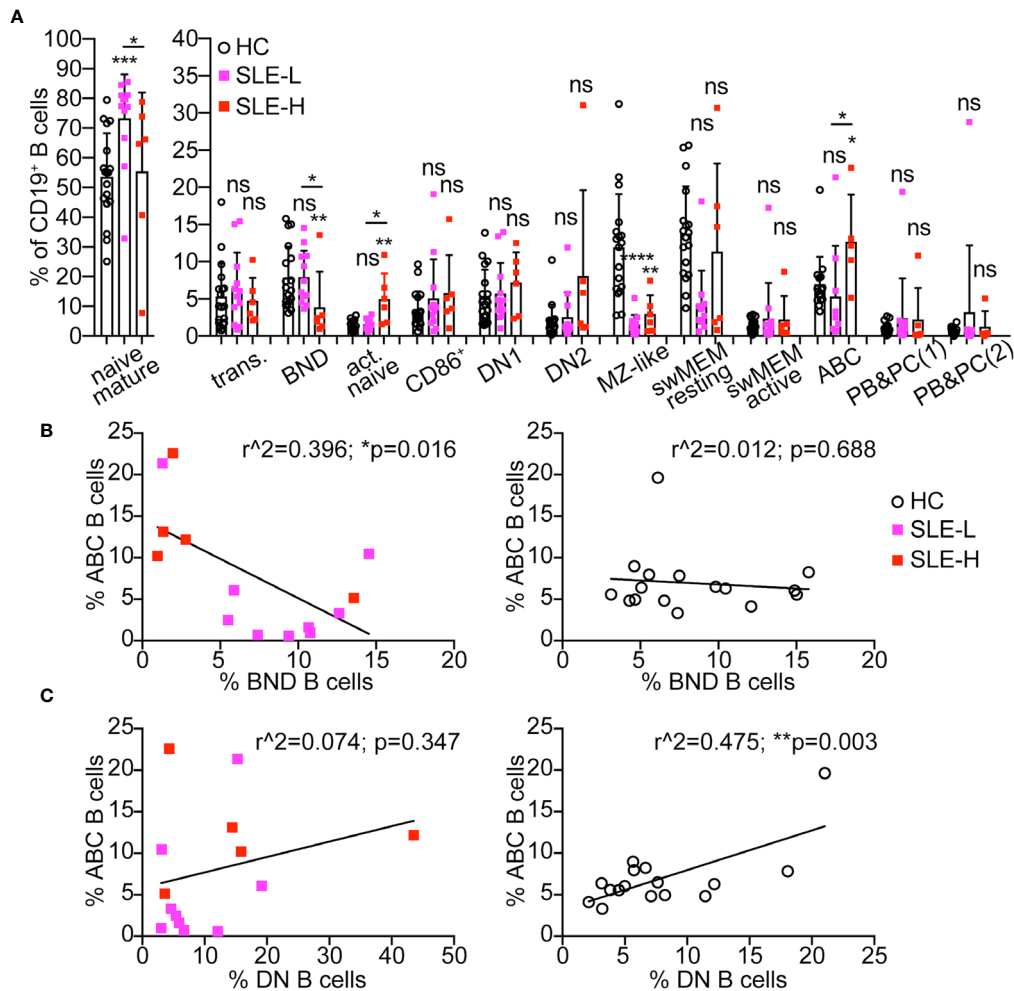 A
% of CD19⁺ B cells
100
90
80
70
60
50
40
30
20
10
0
40
35
30
25
20
15
10
5
0
HC
SLE-L
SLE-H
*
***
ns
ns
*
ns
**
*
ns
**
ns
ns
ns
ns
ns
ns
****
**
ns
ns
ns
ns
*
ns
*
ns
ns
ns
ns
naive mature
trans.
BND
act. naive
CD86⁺
DN1
DN2
MZ-like
swMEM resting
swMEM active
ABC
PB&PC(1)
PB&PC(2)
B
% ABC B cells
25
20
15
10
5
0
r^2=0.396; *p=0.016
0 5 10 15 20
% BND B cells
% ABC B cells
25
20
15
10
5
0
r^2=0.012; p=0.688
0 5 10 15 20
% BND B cells
HC
SLE-L
SLE-H
C
% ABC B cells
25
20
15
10
5
0
r^2=0.074; p=0.347
0 10 20 30 40 50
% DN B cells
% ABC B cells
25
20
15
10
5
0
r^2=0.475; **p=0.003
0 5 10 15 20 25
% DN B cells